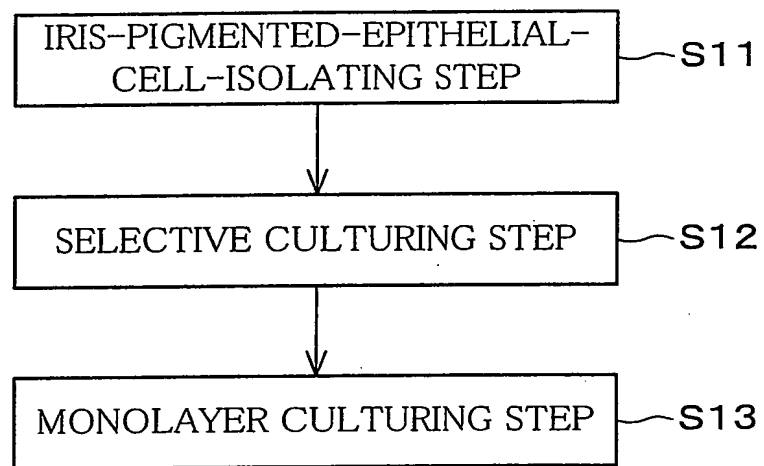 IRIS-PIGMENTED-EPITHELIAL-
CELL-ISOLATING STEP
S11
SELECTIVE CULTURING STEP
S12
MONOLAYER CULTURING STEP
S13